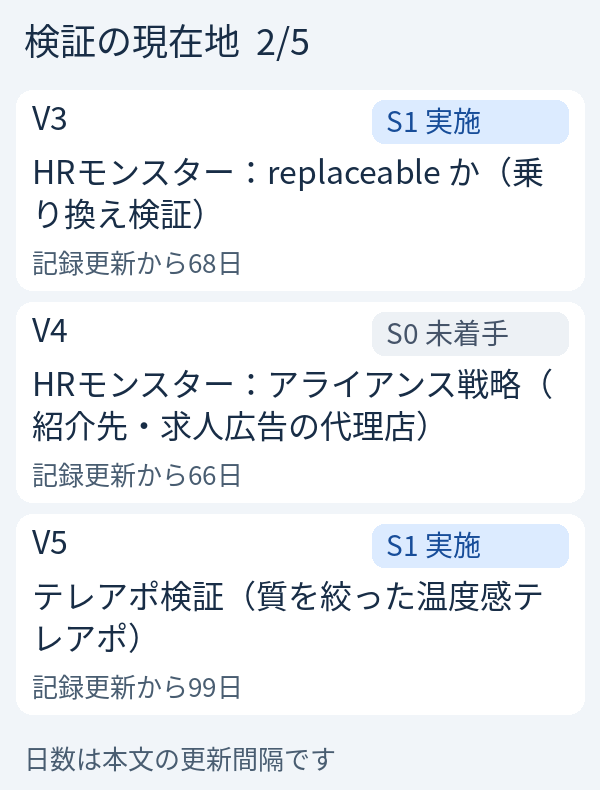 検証の現在地 2/5
V3
S1 実施
HRモンスター：replaceable か（乗
り換え検証）
記録更新から68日
V4
S0 未着手
HRモンスター：アライアンス戦略（
紹介先・求人広告の代理店）
記録更新から66日
V5
S1 実施
テレアポ検証（質を絞った温度感テ
レアポ）
記録更新から99日
日数は本文の更新間隔です